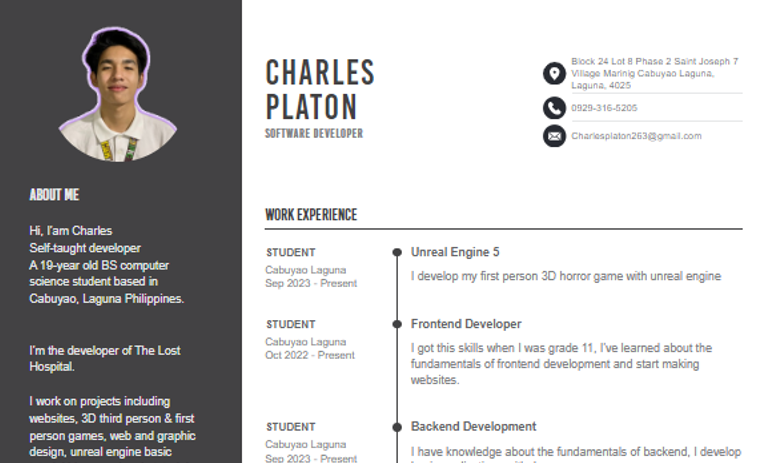 CHARLES
PLATON
SOFTWARE DEVELOPER
Block 24 Lot 8 Phase 2 Saint Joseph 7
Village Marinig Cabuyao Laguna,
Laguna, 4025
0929-316-5205
Charlesplaton263@gmail.com
ABOUT ME
Hi, I'am Charles
Self-taught developer
A 19-year old BS computer
science student based in
Cabuyao, Laguna Philippines.
I'm the developer of The Lost
Hospital.
I work on projects including
websites, 3D third person & first
person games, web and graphic
design, unreal engine basic
WORK EXPERIENCE
STUDENT
Cabuyao Laguna
Sep 2023 - Present
Unreal Engine 5
I develop my first person 3D horror game with unreal engine
STUDENT
Cabuyao Laguna
Oct 2022 - Present
Frontend Developer
I got this skills when I was grade 11, I've learned about the
fundamentals of frontend development and start making
websites.
STUDENT
Cabuyao Laguna
Sep 2023 - Present
Backend Development
I have knowledge about the fundamentals of backend, I develop